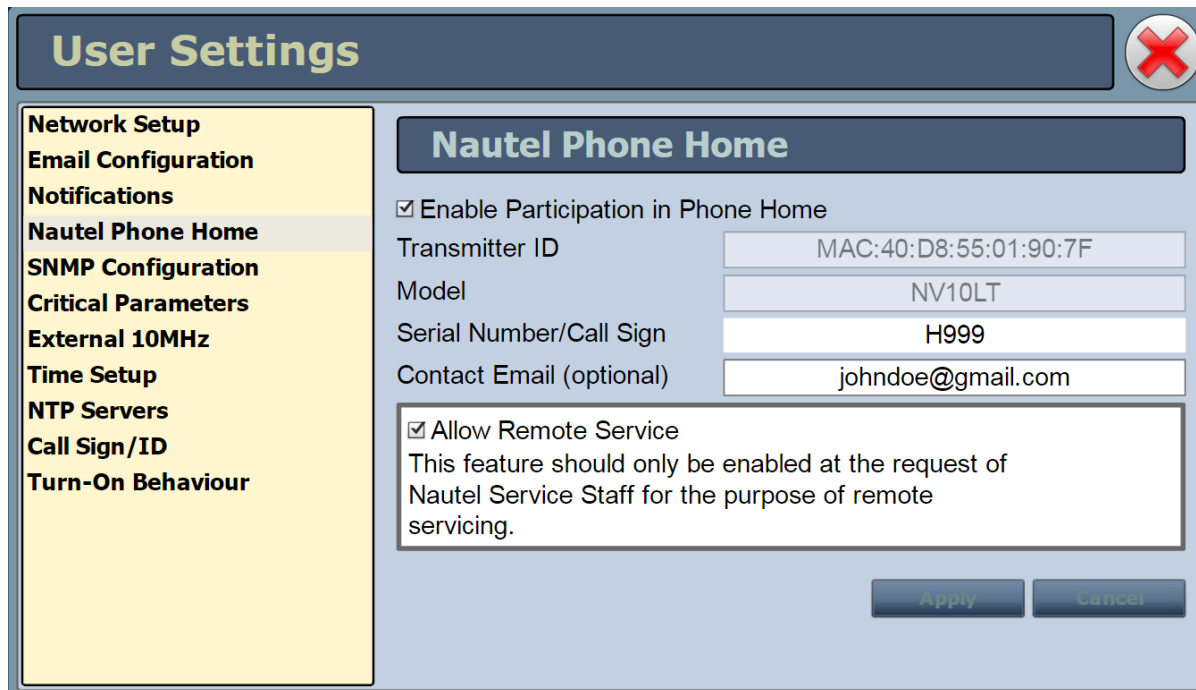 User Settings
Network Setup
Email Configuration
Notifications
Nautel Phone Home
SNMP Configuration
Critical Parameters
External 10MHz
Time Setup
NTP Servers
Call Sign/ID
Turn-On Behaviour
Nautel Phone Home
Enable Participation in Phone Home
Transmitter ID MAC:40:D8:55:01:90:7F
Model NV10LT
Serial Number/Call Sign H999
Contact Email (optional) johndoe@gmail.com
Allow Remote Service
This feature should only be enabled at the request of
Nautel Service Staff for the purpose of remote
servicing.
Apply Cancel